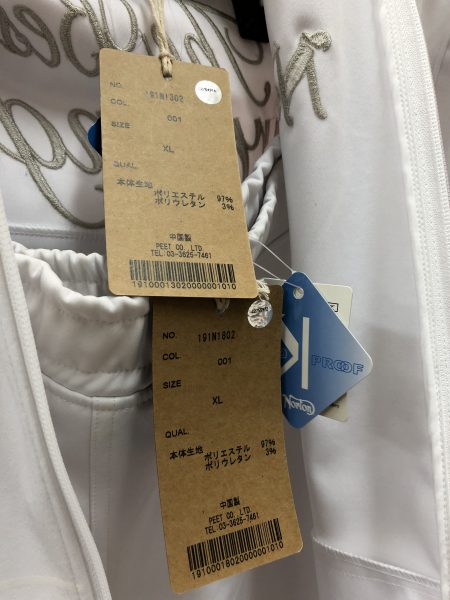 NO.
191N1302
COL.
001
SIZE
XL
QUAL.
本体生地
ポリエステル 97%
ポリウレタン 3%
中国製
PEET CO. LTD.
TEL:03-3625-7461
1910001302000001010
NO.
191N1802
COL.
001
SIZE
XL
QUAL.
本体生地
ポリエステル 97%
ポリウレタン 3%
中国製
PEET CO. LTD.
TEL:03-3625-7461
1910001802000001010
PROOF
Norton